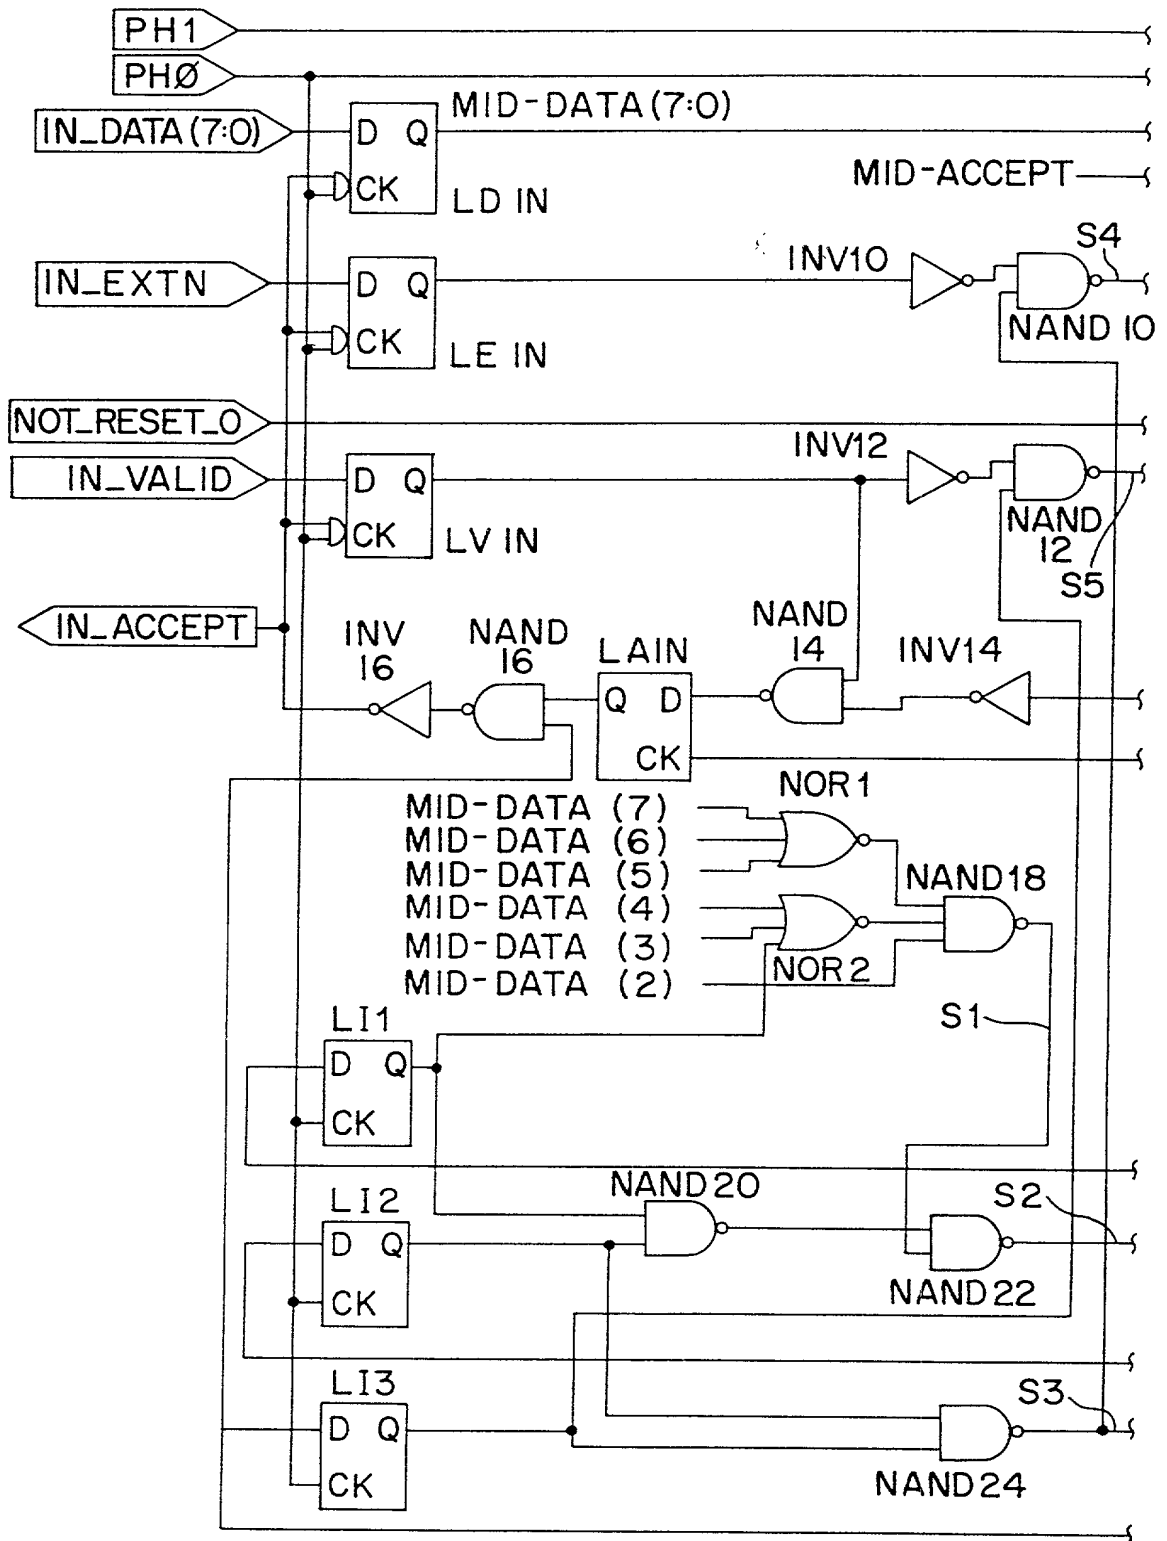 PH1
PHØ
IN_DATA(7:0)
MID-DATA(7:0)
D Q
CK
LD IN
MID-ACCEPT
S4
IN_EXTN
D Q
CK
LE IN
INV10
NAND 10
NOT_RESET_0
IN_VALID
D Q
CK
LV IN
INV12
NAND
12
S5
IN_ACCEPT
INV
16
NAND
16
LAIN
Q D
CK
NAND
14
INV14
NOR1
MID-DATA (7)
MID-DATA (6)
MID-DATA (5)
MID-DATA (4)
MID-DATA (3)
MID-DATA (2)
NAND18
NOR2
S1
LI1
D Q
CK
NAND20
S2
LI2
D Q
CK
NAND22
LI3
D Q
CK
S3
NAND24